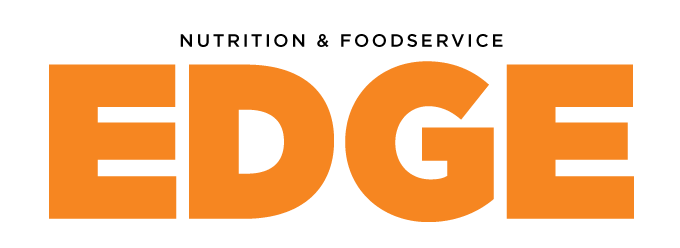 NUTRITION & FOODSERVICE
EDGE